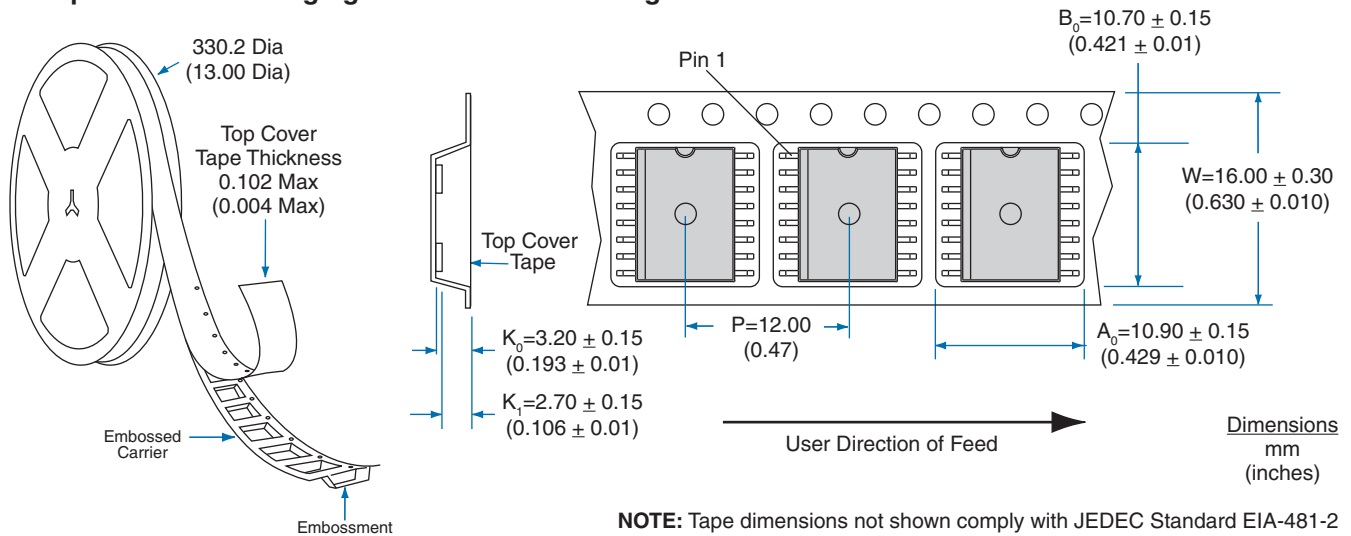 330.2 Dia
(13.00 Dia)
Top Cover
Tape Thickness
0.102 Max
(0.004 Max)
Top Cover
Tape
K₀=3.20 ± 0.15
(0.193 ± 0.01)
K₁=2.70 ± 0.15
(0.106 ± 0.01)
Embossed
Carrier
Embossment
Pin 1
B₀=10.70 ± 0.15
(0.421 ± 0.01)
W=16.00 ± 0.30
(0.630 ± 0.010)
P=12.00
(0.47)
A₀=10.90 ± 0.15
(0.429 ± 0.010)
User Direction of Feed
Dimensions
mm
(inches)
NOTE: Tape dimensions not shown comply with JEDEC Standard EIA-481-2